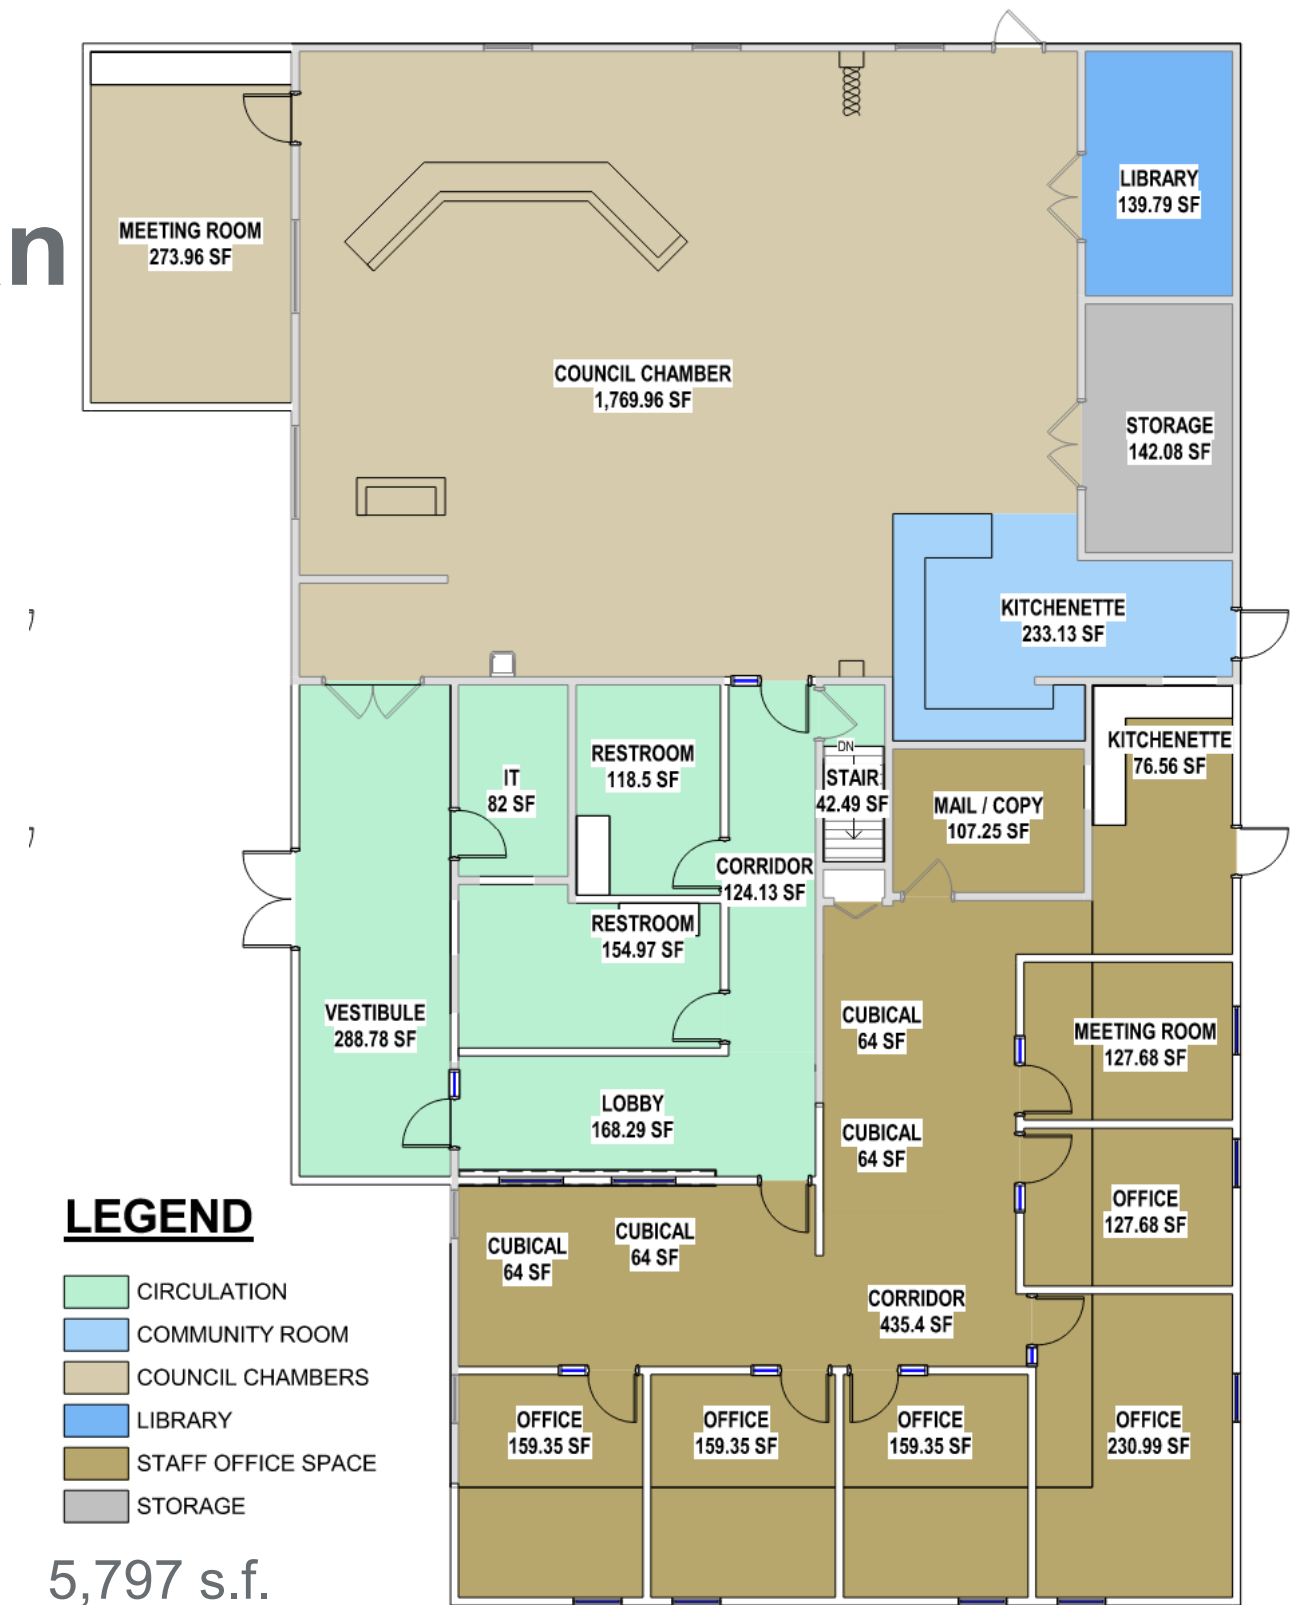 LIBRARY
139.79 SF
MEETING ROOM
273.96 SF
an
COUNCIL CHAMBER
1,769.96 SF
STORAGE
142.08 SF
KITCHENETTE
233.13 SF
KITCHENETTE
76.56 SF
RESTROOM
118.5 SF
IT
82 SF
DN
STAIR
42.49 SF
MAIL / COPY
107.25 SF
CORRIDOR
124.13 SF
RESTROOM
154.97 SF
VESTIBULE
288.78 SF
CUBICAL
64 SF
MEETING ROOM
127.68 SF
LOBBY
168.29 SF
CUBICAL
64 SF
OFFICE
127.68 SF
CUBICAL
64 SF
CUBICAL
64 SF
CORRIDOR
435.4 SF
OFFICE
159.35 SF
OFFICE
159.35 SF
OFFICE
159.35 SF
OFFICE
230.99 SF
LEGEND
CIRCULATION
COMMUNITY ROOM
COUNCIL CHAMBERS
LIBRARY
STAFF OFFICE SPACE
STORAGE
5,797 s.f.